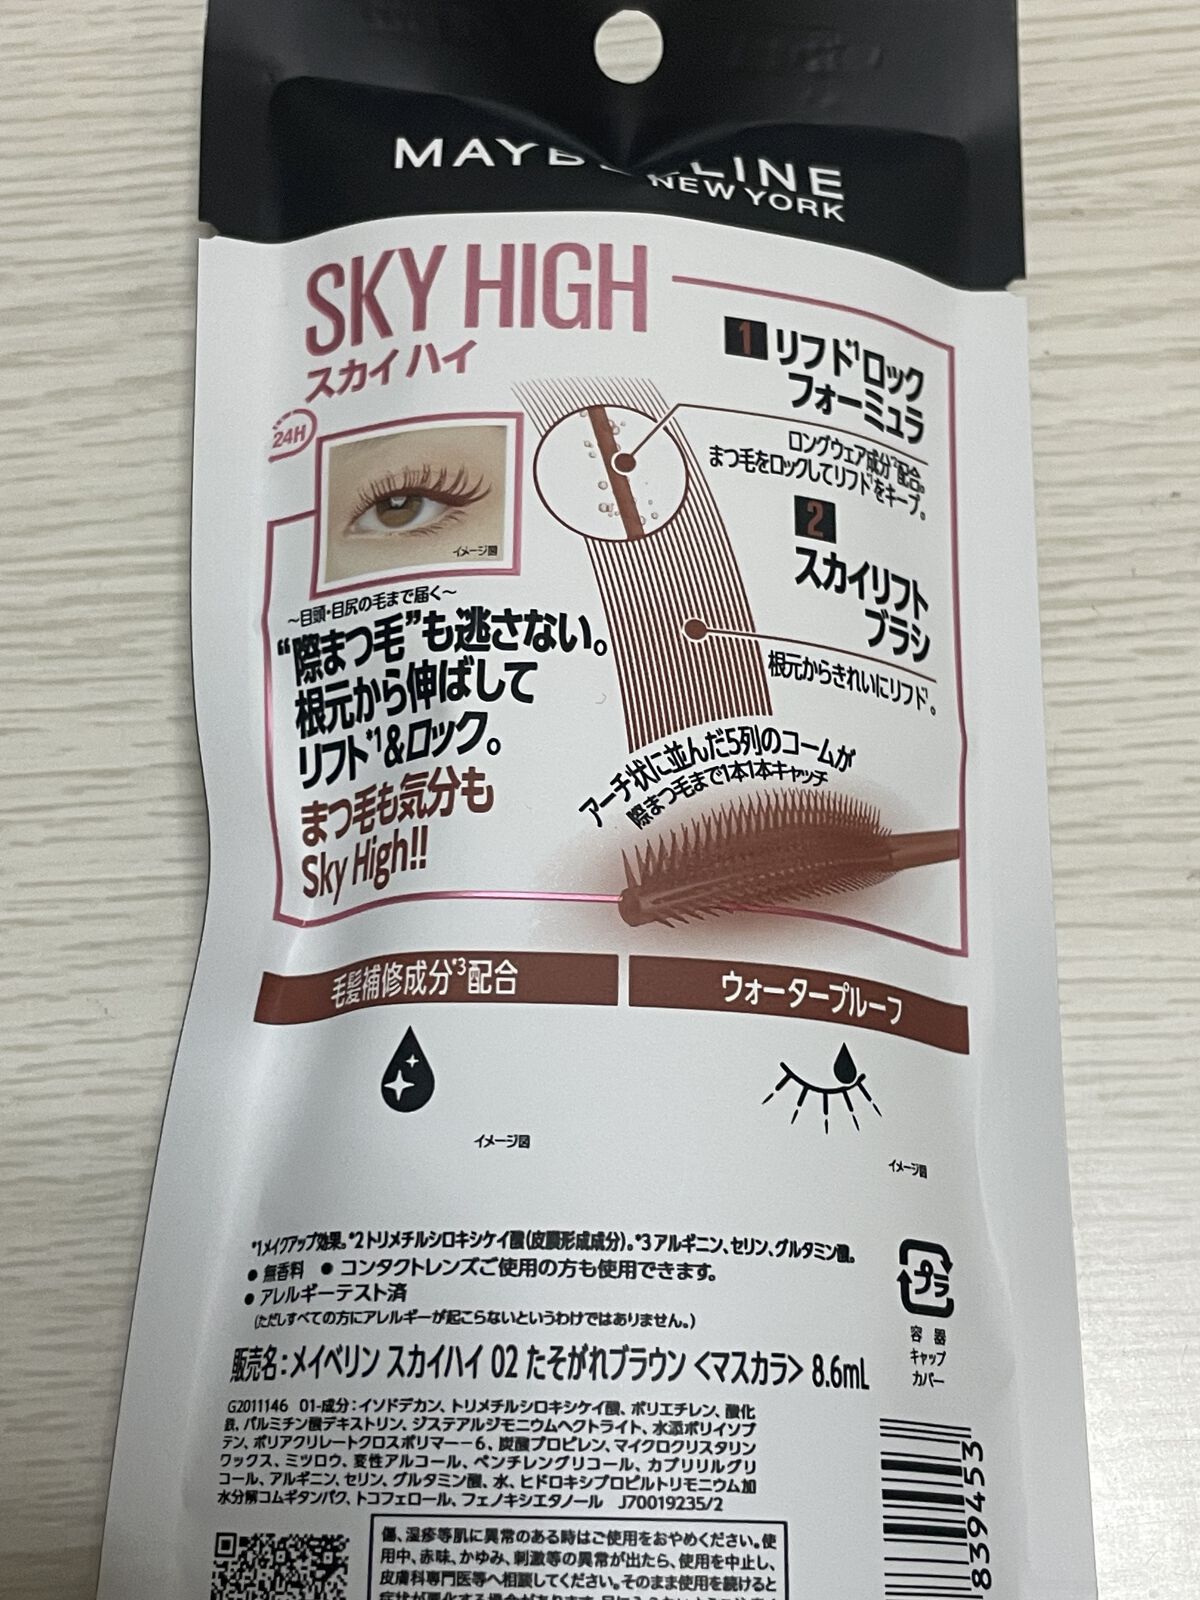 MAYBELLINE
NEW YORK
SKY HIGH
スカイ ハイ
24H
イメージ図
～目頭・目尻の毛まで届く～
“際まつ毛”も逃さない。
根元から伸ばして
リフト*1&ロック。
まつ毛も気分も
Sky High!!
1 リフト*1ロック
フォーミュラ
ロングウェア成分*2配合。
まつ毛をロックしてリフト*1をキープ。
2
スカイリフト
ブラシ
根元からきれいにリフト*1。
アーチ状に並んだ5列のコームが
際まつ毛まで1本1本キャッチ
毛髪補修成分*3配合
ウォータープルーフ
イメージ図
イメージ図
*1メイクアップ効果。*2トリメチルシロキシケイ酸(皮膜形成成分)。*3アルギニン、セリン、グルタミン酸。
● 無香料 ● コンタクトレンズご使用の方も使用できます。
● アレルギーテスト済
(ただしすべての方にアレルギーが起こらないというわけではありません。)
プラ
容 器
キャップ
カバー
販売名:メイベリン スカイハイ 02 たそがれブラウン <マスカラ> 8.6mL
G2011146 01-成分:イソドデカン、トリメチルシロキシケイ酸、ポリエチレン、酸化
鉄、パルミチン酸デキストリン、ジステアルジモニウムヘクトライト、水添ポリイソブ
テン、ポリアクリレートクロスポリマー－6、炭酸プロピレン、マイクロクリスタリン
ワックス、ミツロウ、変性アルコール、ペンチレングリコール、カプリリルグリ
コール、アルギニン、セリン、グルタミン酸、水、ヒドロキシプロピルトリモニウム加
水分解コムギタンパク、トコフェロール、フェノキシエタノール J70019235/2
傷、湿疹等肌に異常のある時はご使用をおやめください。使
用中、赤味、かゆみ、刺激等の異常が出たら、使用を中止し、
皮膚科専門医等へ相談してください。そのまま使用を続けると
839453